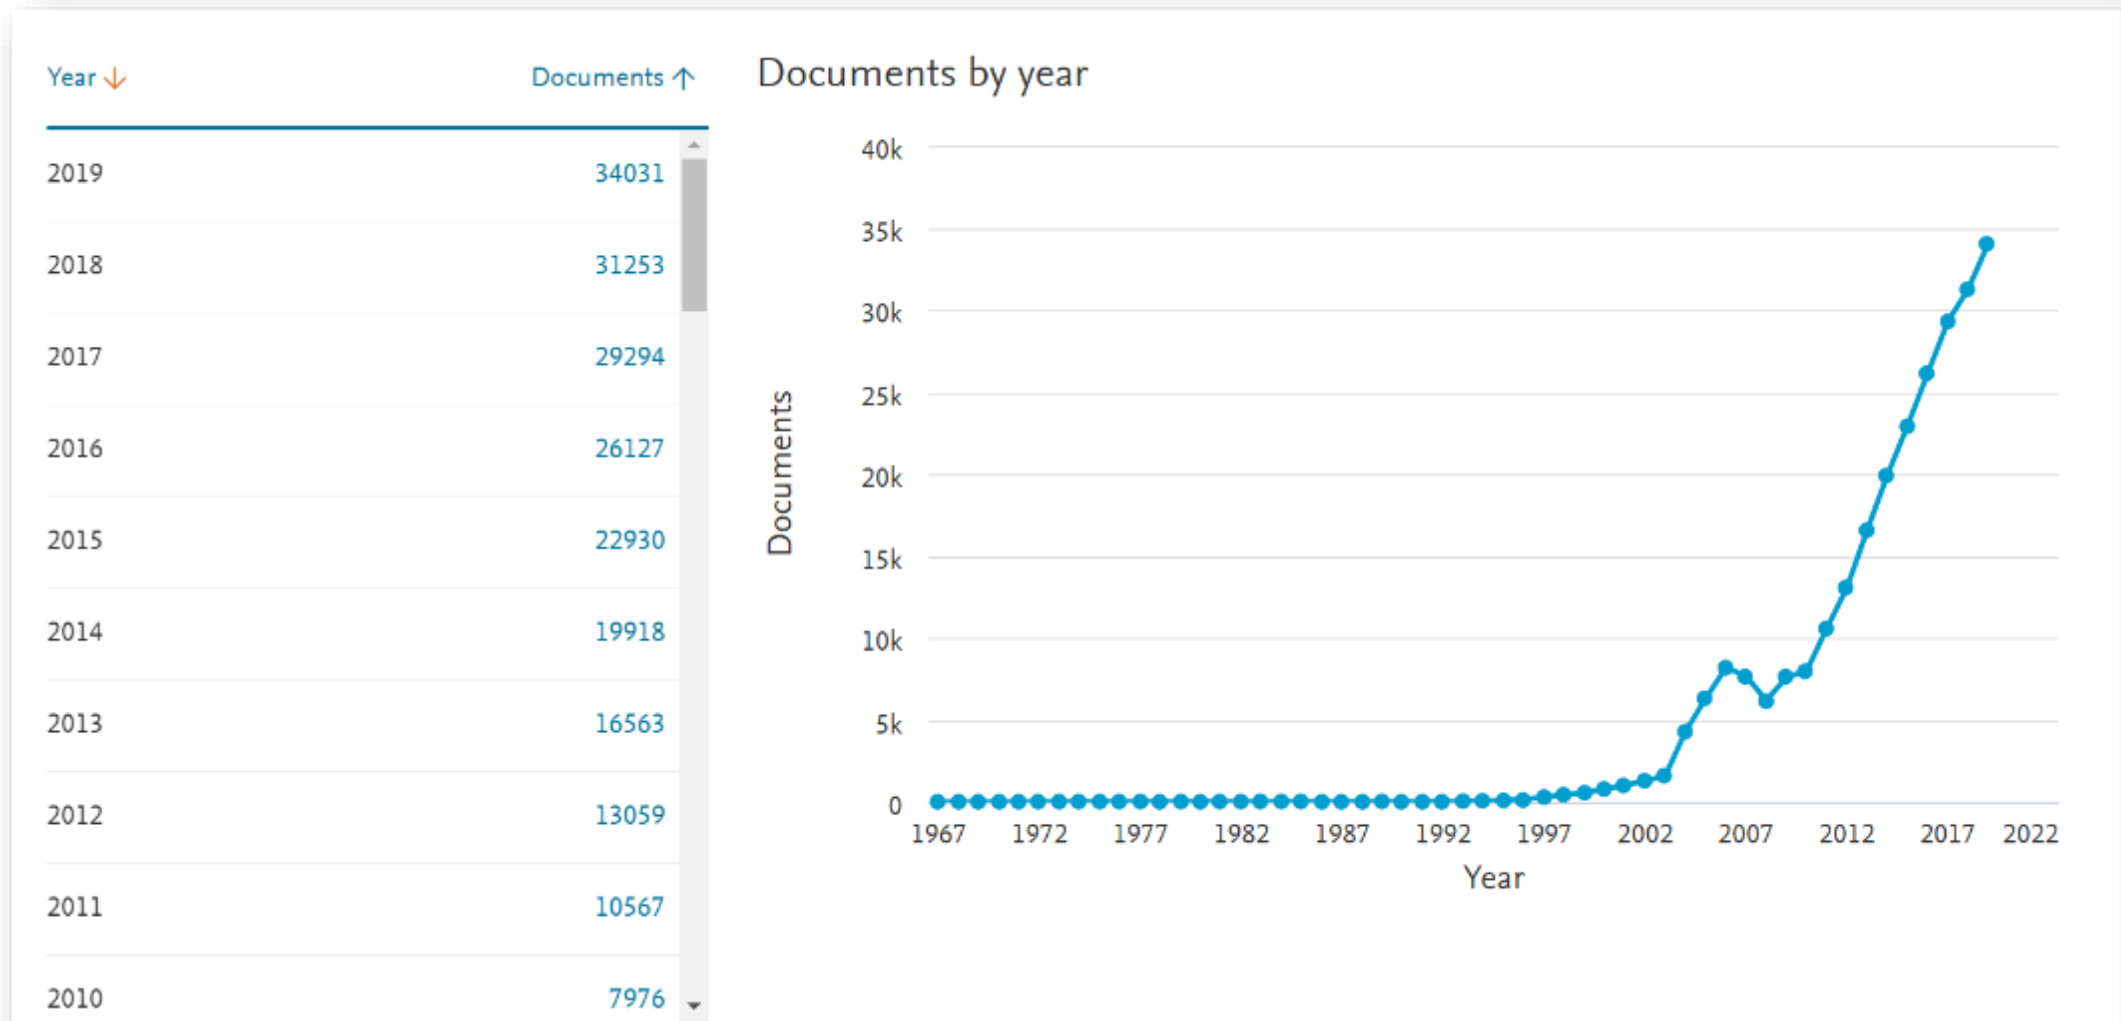 Year Documents
2019 34031
2018 31253
2017 29294
2016 26127
2015 22930
2014 19918
2013 16563
2012 13059
2011 10567
2010 7976
Documents by year
40k
35k
30k
25k
20k
15k
10k
5k
0
Documents
1967 1972 1977 1982 1987 1992 1997 2002 2007 2012 2017 2022
Year